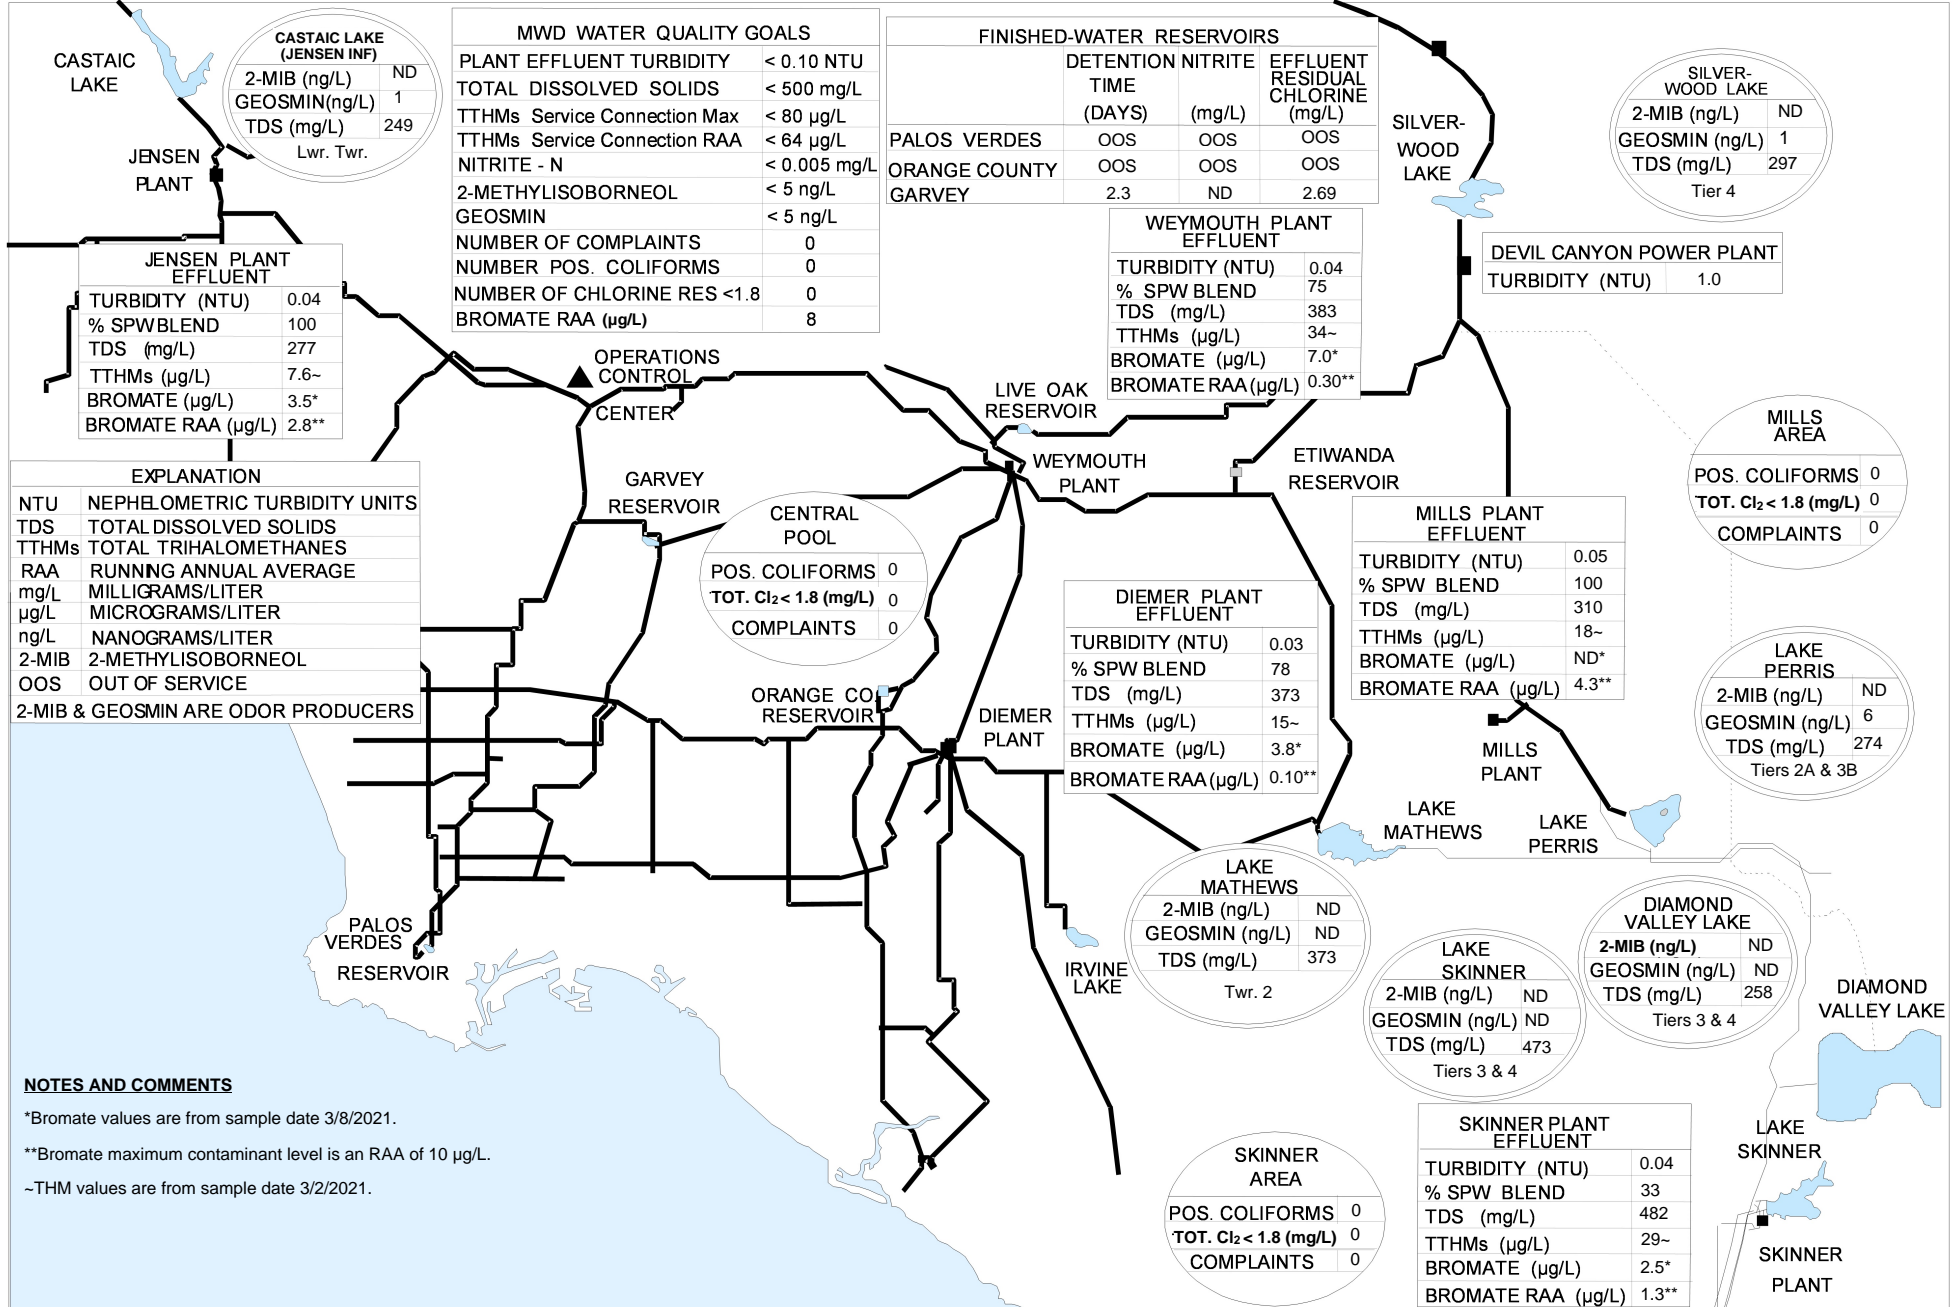 CASTAIC
LAKE
CASTAIC LAKE
(JENSEN INF)
2-MIB (ng/L) ND
GEOSMIN(ng/L) 1
TDS (mg/L) 249
Lwr. Twr.
JENSEN
PLANT
MWD WATER QUALITY GOALS
PLANT EFFLUENT TURBIDITY < 0.10 NTU
TOTAL DISSOLVED SOLIDS < 500 mg/L
TTHMs Service Connection Max < 80 µg/L
TTHMs Service Connection RAA < 64 µg/L
NITRITE - N < 0.005 mg/L
2-METHYLISOBORNEOL < 5 ng/L
GEOSMIN < 5 ng/L
NUMBER OF COMPLAINTS 0
NUMBER POS. COLIFORMS 0
NUMBER OF CHLORINE RES <1.8 0
BROMATE RAA (µg/L) 8
FINISHED-WATER RESERVOIRS
DETENTION NITRITE EFFLUENT
TIME RESIDUAL
CHLORINE
(DAYS) (mg/L) (mg/L)
PALOS VERDES OOS OOS OOS
ORANGE COUNTY OOS OOS OOS
GARVEY 2.3 ND 2.69
SILVER-
WOOD
LAKE
SILVER-
WOOD LAKE
2-MIB (ng/L) ND
GEOSMIN (ng/L) 1
TDS (mg/L) 297
Tier 4
DEVIL CANYON POWER PLANT
TURBIDITY (NTU) 1.0
WEYMOUTH PLANT
EFFLUENT
TURBIDITY (NTU) 0.04
% SPW BLEND 75
TDS (mg/L) 383
TTHMs (µg/L) 34~
BROMATE (µg/L) 7.0*
BROMATE RAA (µg/L) 0.30**
JENSEN PLANT
EFFLUENT
TURBIDITY (NTU) 0.04
% SPW BLEND 100
TDS (mg/L) 277
TTHMs (µg/L) 7.6~
BROMATE (µg/L) 3.5*
BROMATE RAA (µg/L) 2.8**
OPERATIONS
CONTROL
CENTER
LIVE OAK
RESERVOIR
WEYMOUTH
PLANT
ETIWANDA
RESERVOIR
GARVEY
RESERVOIR
MILLS
AREA
POS. COLIFORMS 0
TOT. Cl2 < 1.8 (mg/L) 0
COMPLAINTS 0
EXPLANATION
NTU NEPHELOMETRIC TURBIDITY UNITS
TDS TOTAL DISSOLVED SOLIDS
TTHMs TOTAL TRIHALOMETHANES
RAA RUNNING ANNUAL AVERAGE
mg/L MILLIGRAMS/LITER
µg/L MICROGRAMS/LITER
ng/L NANOGRAMS/LITER
2-MIB 2-METHYLISOBORNEOL
OOS OUT OF SERVICE
2-MIB & GEOSMIN ARE ODOR PRODUCERS
CENTRAL
POOL
POS. COLIFORMS 0
TOT. Cl2 < 1.8 (mg/L) 0
COMPLAINTS 0
MILLS PLANT
EFFLUENT
TURBIDITY (NTU) 0.05
% SPW BLEND 100
TDS (mg/L) 310
TTHMs (µg/L) 18~
BROMATE (µg/L) ND*
BROMATE RAA (µg/L) 4.3**
DIEMER PLANT
EFFLUENT
TURBIDITY (NTU) 0.03
% SPW BLEND 78
TDS (mg/L) 373
TTHMs (µg/L) 15~
BROMATE (µg/L) 3.8*
BROMATE RAA (µg/L) 0.10**
ORANGE CO
RESERVOIR
DIEMER
PLANT
LAKE
PERRIS
2-MIB (ng/L) ND
GEOSMIN (ng/L) 6
TDS (mg/L) 274
Tiers 2A & 3B
MILLS
PLANT
LAKE
MATHEWS
LAKE
PERRIS
LAKE
MATHEWS
2-MIB (ng/L) ND
GEOSMIN (ng/L) ND
TDS (mg/L) 373
Twr. 2
PALOS
VERDES
RESERVOIR
IRVINE
LAKE
DIAMOND
VALLEY LAKE
2-MIB (ng/L) ND
GEOSMIN (ng/L) ND
TDS (mg/L) 258
Tiers 3 & 4
LAKE
SKINNER
2-MIB (ng/L) ND
GEOSMIN (ng/L) ND
TDS (mg/L) 473
Tiers 3 & 4
DIAMOND
VALLEY LAKE
NOTES AND COMMENTS
*Bromate values are from sample date 3/8/2021.
**Bromate maximum contaminant level is an RAA of 10 µg/L.
~THM values are from sample date 3/2/2021.
SKINNER
AREA
POS. COLIFORMS 0
TOT. Cl2 < 1.8 (mg/L) 0
COMPLAINTS 0
SKINNER PLANT
EFFLUENT
TURBIDITY (NTU) 0.04
% SPW BLEND 33
TDS (mg/L) 482
TTHMs (µg/L) 29~
BROMATE (µg/L) 2.5*
BROMATE RAA (µg/L) 1.3**
LAKE
SKINNER
SKINNER
PLANT